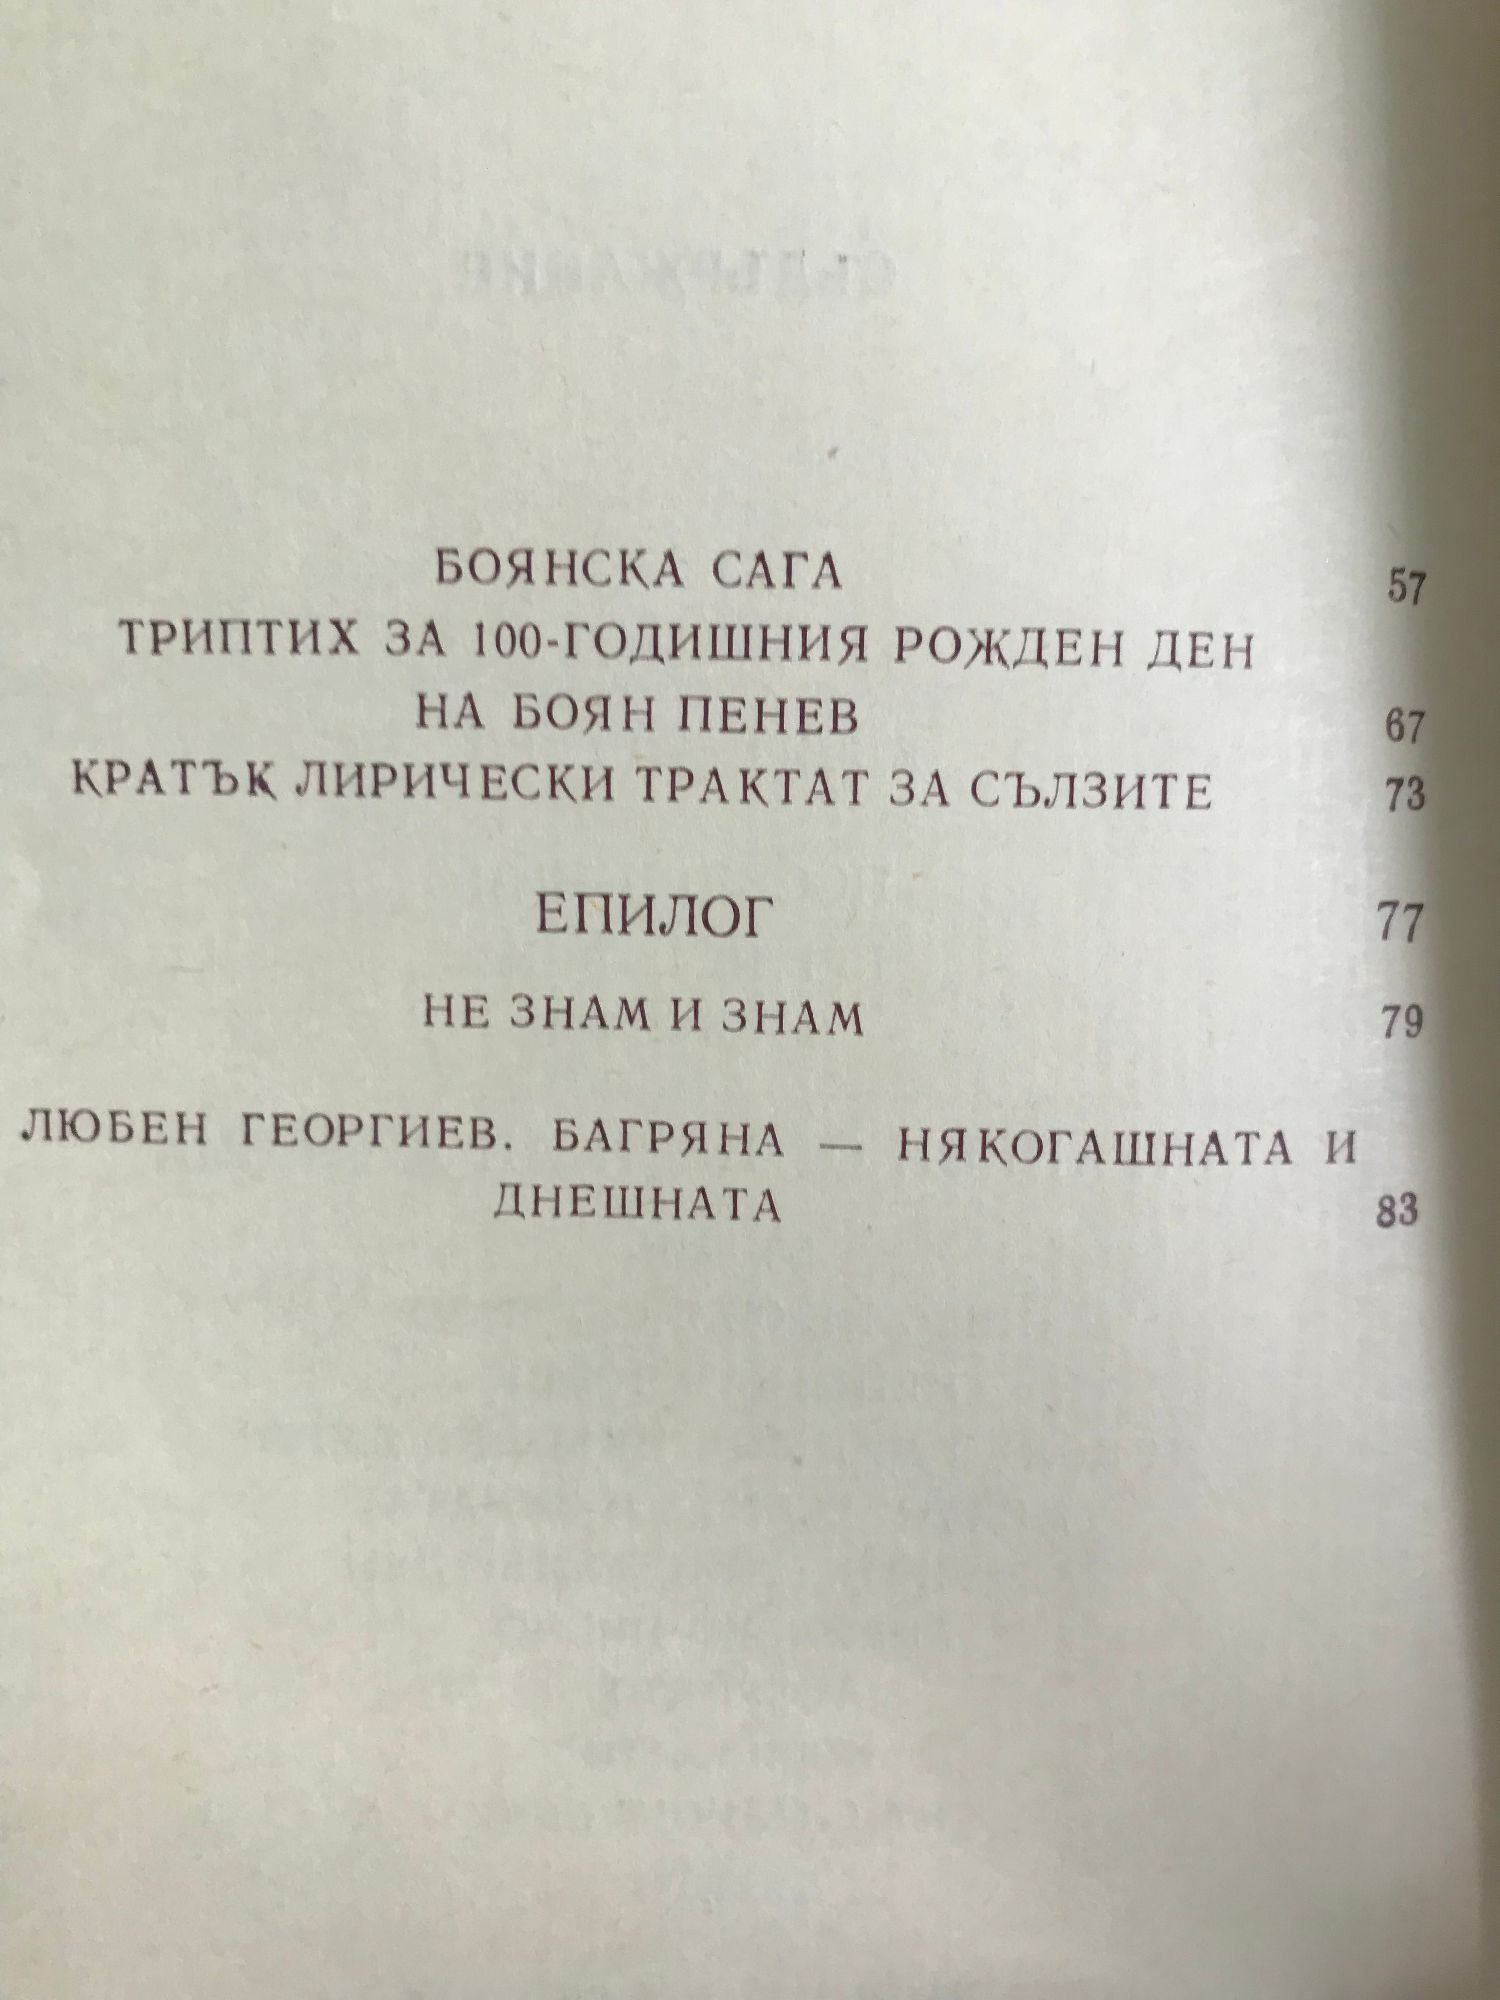 БОЯНСКА САГА 57
ТРИПТИХ ЗА 100-ГОДИШНИЯ РОЖДЕН ДЕН
НА БОЯН ПЕНЕВ 67
КРАТЪК ЛИРИЧЕСКИ ТРАКТАТ ЗА СЪЛЗИТЕ 73
ЕПИЛОГ 77
НЕ ЗНАМ И ЗНАМ 79
ЛЮБЕН ГЕОРГИЕВ. БАГРЯНА — НЯКОГАШНАТА И
ДНЕШНАТА 83